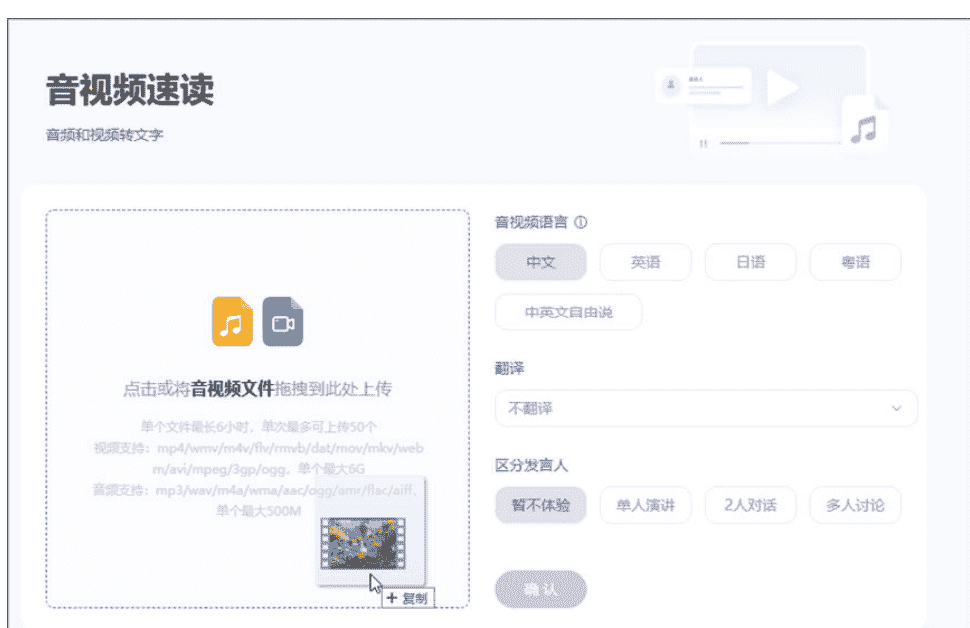 音视频速读
音频和视频转文字
点击或将音视频文件拖拽到此处上传
单个文件最长6小时，单次最多可上传50个
视频支持：mp4/wmv/m4v/flv/rmvb/dat/mov/mkv/web
m/avi/mpeg/3gp/ogg，单个最大6G
音频支持：mp3/wav/m4a/wma/aac/ogg/amr/flac/aiff，
单个最大500M
+ 复制
音视频语言
中文 英语 日语 粤语
中英文自由说
翻译
不翻译
区分发言人
暂不体验 单人演讲 2人对话 多人讨论
确认